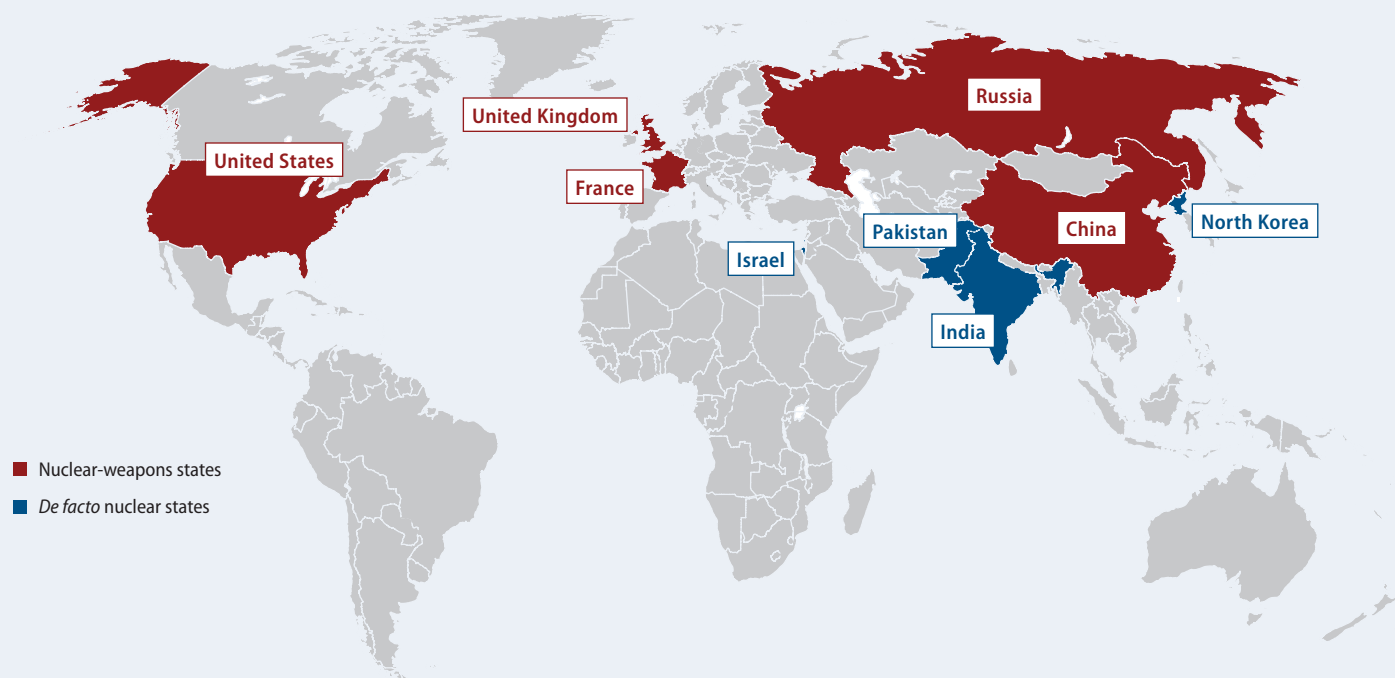 Russia
United Kingdom
United States
France
North Korea
China
Pakistan
Israel
India
Nuclear-weapons states
De facto nuclear states